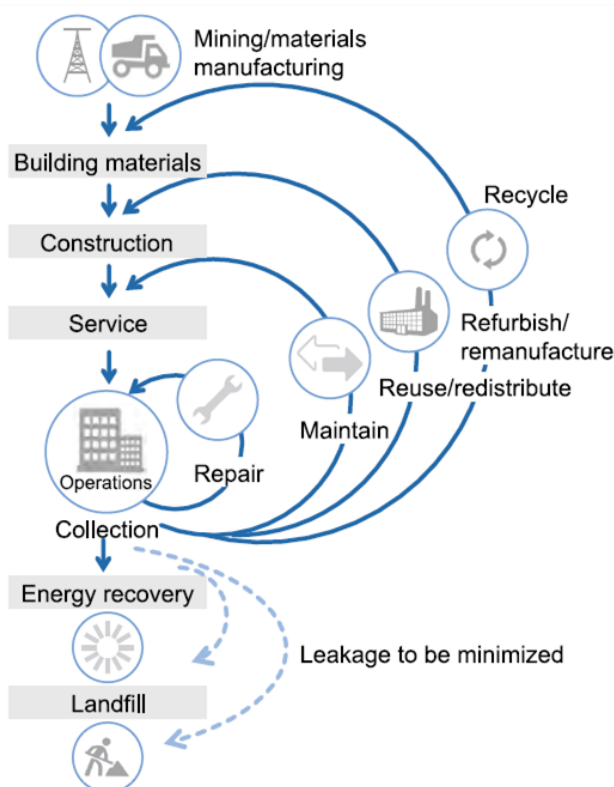 Mining/materials
manufacturing
Building materials
Recycle
Construction
Service
Refurbish/
remanufacture
Reuse/redistribute
Maintain
Repair
Operations
Collection
Energy recovery
Leakage to be minimized
Landfill